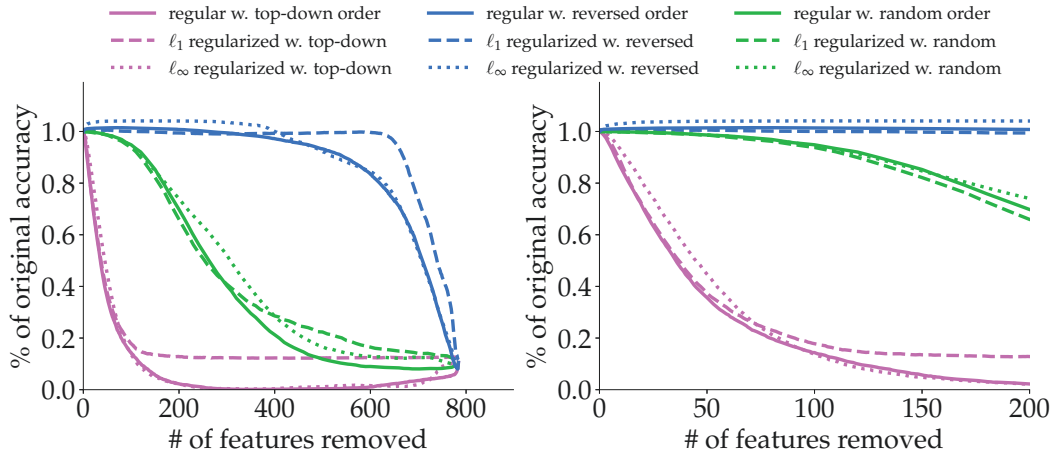 regular w. top-down order
regular w. reversed order
regular w. random order
ℓ₁ regularized w. top-down
ℓ₁ regularized w. reversed
ℓ₁ regularized w. random
ℓ∞ regularized w. top-down
ℓ∞ regularized w. reversed
ℓ∞ regularized w. random
% of original accuracy
1.0
0.8
0.6
0.4
0.2
0.0
0 200 400 600 800
# of features removed
% of original accuracy
1.0
0.8
0.6
0.4
0.2
0.0
0 50 100 150 200
# of features removed